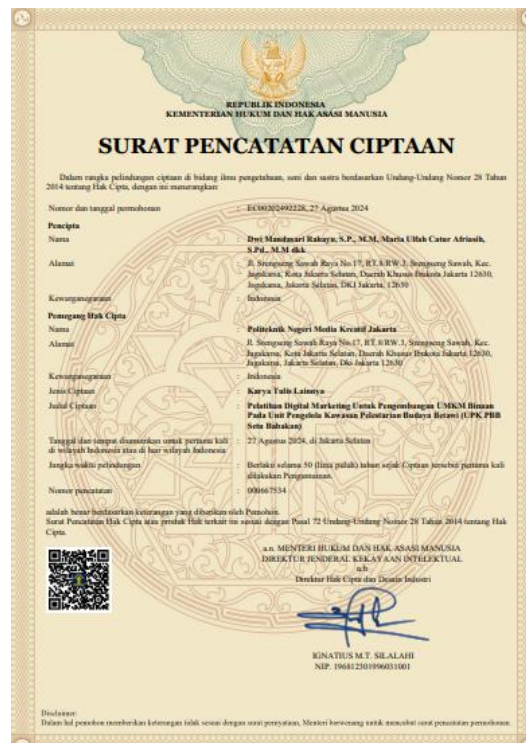 REPUBLIK INDONESIA
KEMENTERIAN HUKUM DAN HAK ASASI MANUSIA
SURAT PENCATATAN CIPTAAN
Dalam rangka pelindungan ciptaan di bidang ilmu pengetahuan, seni dan sastra berdasarkan Undang-Undang Nomor 28 Tahun
2014 tentang Hak Cipta, dengan ini menerangkan:
Nomor dan tanggal permohonan : EC00202492228, 27 Agustus 2024
Pencipta
Nama : Dwi Mandasari Rahayu, S.P., M.M, Maria Ulfah Catur Afriasih,
S.Pd., M.M dkk
Alamat : Jl. Srengseng Sawah Raya No.17, RT.8/RW.3, Srengseng Sawah, Kec.
Jagakarsa, Kota Jakarta Selatan, Daerah Khusus Ibukota Jakarta 12630,
Jagakarsa, Jakarta Selatan, DKI Jakarta, 12630
Kewarganegaraan : Indonesia
Pemegang Hak Cipta
Nama : Politeknik Negeri Media Kreatif Jakarta
Alamat : Jl. Srengseng Sawah Raya No.17, RT.8/RW.3, Srengseng Sawah, Kec.
Jagakarsa, Kota Jakarta Selatan, Daerah Khusus Ibukota Jakarta 12630,
Jagakarsa, Jakarta Selatan, Dki Jakarta 12630
Kewarganegaraan : Indonesia
Jenis Ciptaan : Karya Tulis Lainnya
Judul Ciptaan : Pelatihan Digital Marketing Untuk Pengembangan UMKM Binaan
Pada Unit Pengelola Kawasan Pelestarian Budaya Betawi (UPK PBB
Setu Babakan)
Tanggal dan tempat diumumkan untuk pertama kali : 27 Agustus 2024, di Jakarta Selatan
di wilayah Indonesia atau di luar wilayah Indonesia
Jangka waktu pelindungan : Berlaku selama 50 (lima puluh) tahun sejak Ciptaan tersebut pertama kali
dilakukan Pengumuman.
Nomor pencatatan : 000667534
adalah benar berdasarkan keterangan yang diberikan oleh Pemohon.
Surat Pencatatan Hak Cipta atau produk Hak terkait ini sesuai dengan Pasal 72 Undang-Undang Nomor 28 Tahun 2014 tentang Hak
Cipta.
a.n. MENTERI HUKUM DAN HAK ASASI MANUSIA
DIREKTUR JENDERAL KEKAYAAN INTELEKTUAL
u.b
Direktur Hak Cipta dan Desain Industri
IGNATIUS M.T. SILALAHI
NIP. 196812301996031001
Disclaimer:
Dalam hal pemohon memberikan keterangan tidak sesuai dengan surat pernyataan, Menteri berwenang untuk mencabut surat pencatatan permohonan.